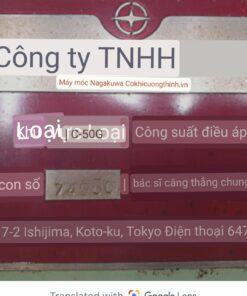 Công ty TNHH
Máy móc Nagakuwa Cokhicuongthinh.vn
Loại C-50G Công suất điều áp
con số bác sĩ căng thẳng chung
7-2 Ishijima, Koto-ku, Tokyo Điện thoại 647
Translated with Google Lens